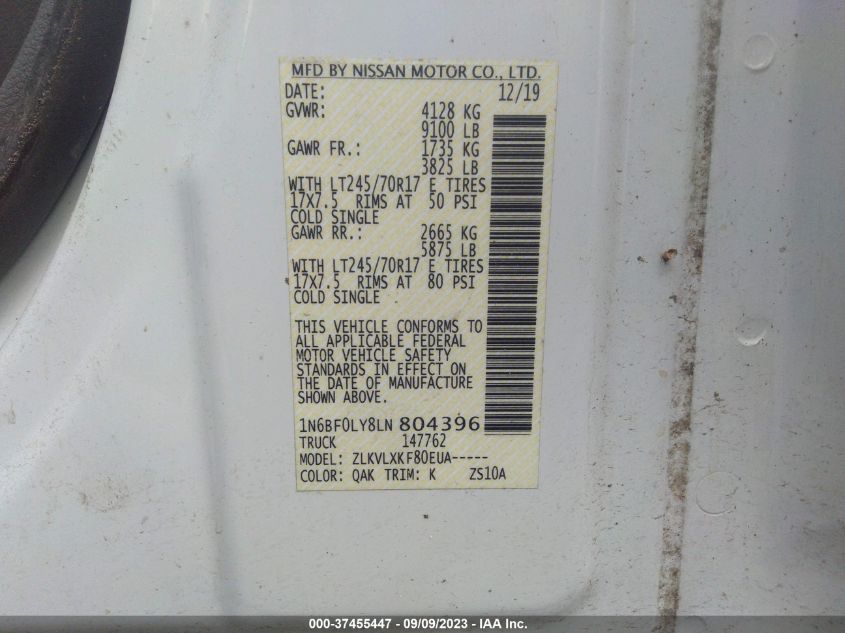 MFD BY NISSAN MOTOR CO., LTD.
DATE: 12/19
GVWR: 4128 KG
9100 LB
GAWR FR.: 1735 KG
3825 LB
WITH LT245/70R17 E TIRES
17X7.5 RIMS AT 50 PSI
COLD SINGLE
GAWR RR.: 2665 KG
5875 LB
WITH LT245/70R17 E TIRES
17X7.5 RIMS AT 80 PSI
COLD SINGLE
THIS VEHICLE CONFORMS TO
ALL APPLICABLE FEDERAL
MOTOR VEHICLE SAFETY
STANDARDS IN EFFECT ON
THE DATE OF MANUFACTURE
SHOWN ABOVE.
1N6BF0LY8LN 804396
TRUCK 147762
MODEL: ZLKVLXKF80EUA-----
COLOR: QAK TRIM: K ZS10A
000-37455447 - 09/09/2023 - IAA Inc.